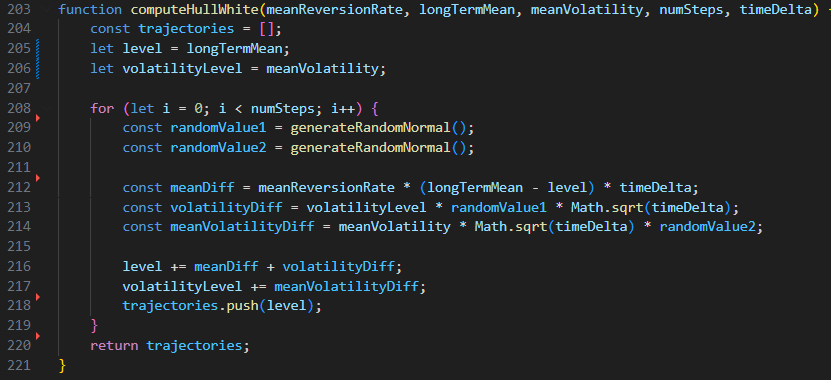 203 function computeHullWhite(meanReversionRate, longTermMean, meanVolatility, numSteps, timeDelta) {
204     const trajectories = [];
205     let level = longTermMean;
206     let volatilityLevel = meanVolatility;
207
208     for (let i = 0; i < numSteps; i++) {
209         const randomValue1 = generateRandomNormal();
210         const randomValue2 = generateRandomNormal();
211
212         const meanDiff = meanReversionRate * (longTermMean - level) * timeDelta;
213         const volatilityDiff = volatilityLevel * randomValue1 * Math.sqrt(timeDelta);
214         const meanVolatilityDiff = meanVolatility * Math.sqrt(timeDelta) * randomValue2;
215
216         level += meanDiff + volatilityDiff;
217         volatilityLevel += meanVolatilityDiff;
218         trajectories.push(level);
219     }
220     return trajectories;
221 }